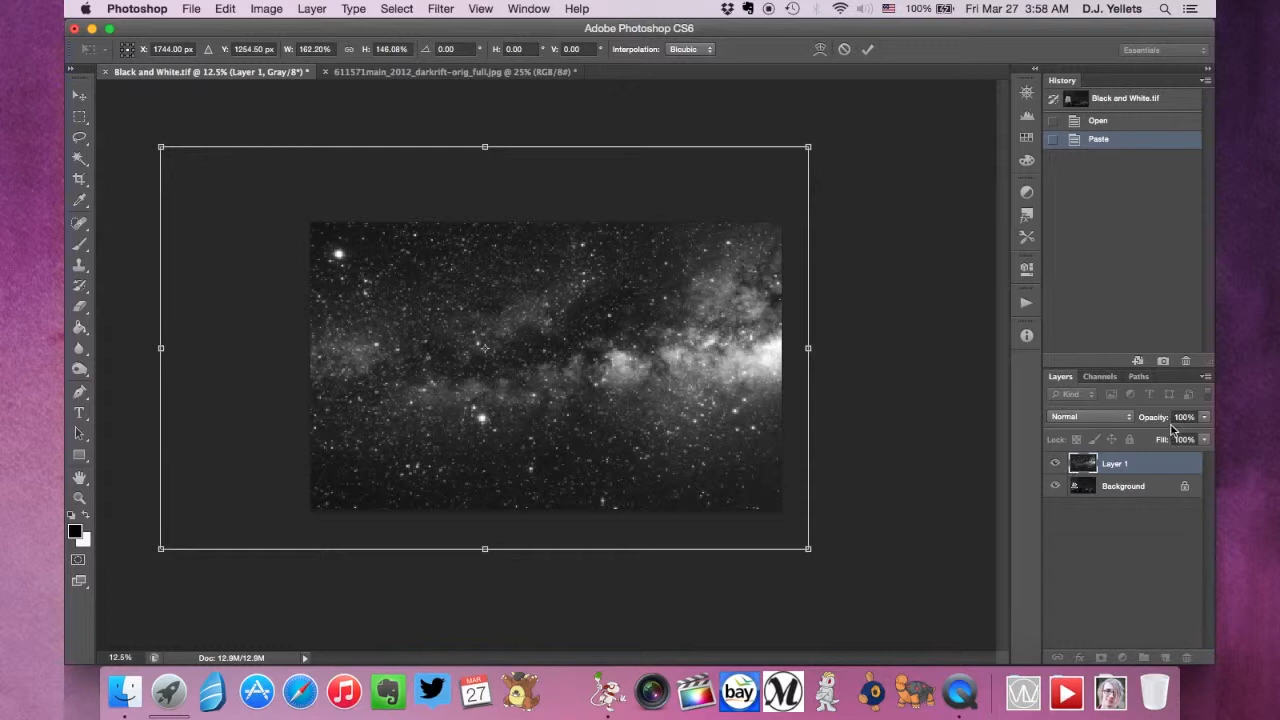 Photoshop File Edit Image Layer Type Select Filter View Window Help 100% Fri Mar 27 3:58 AM D.J. Yellets
Adobe Photoshop CS6
X: 1744.00 px Y: 1254.50 px W: 162.20% H: 146.08% 0.00 ° H: 0.00 ° V: 0.00 ° Interpolation: Bicubic Essentials
× Black and White.tif @ 12.5% (Layer 1, Gray/8*) * × 611571main_2012_darkrift-orig_full.jpg @ 25% (RGB/8#) *
History
Black and White.tif
Open
Paste
Layers Channels Paths
Kind
Normal Opacity: 100%
Lock: Fill: 100%
Layer 1
Background
T
12.5% Doc: 12.9M/12.9M
MAR
27
bay
M